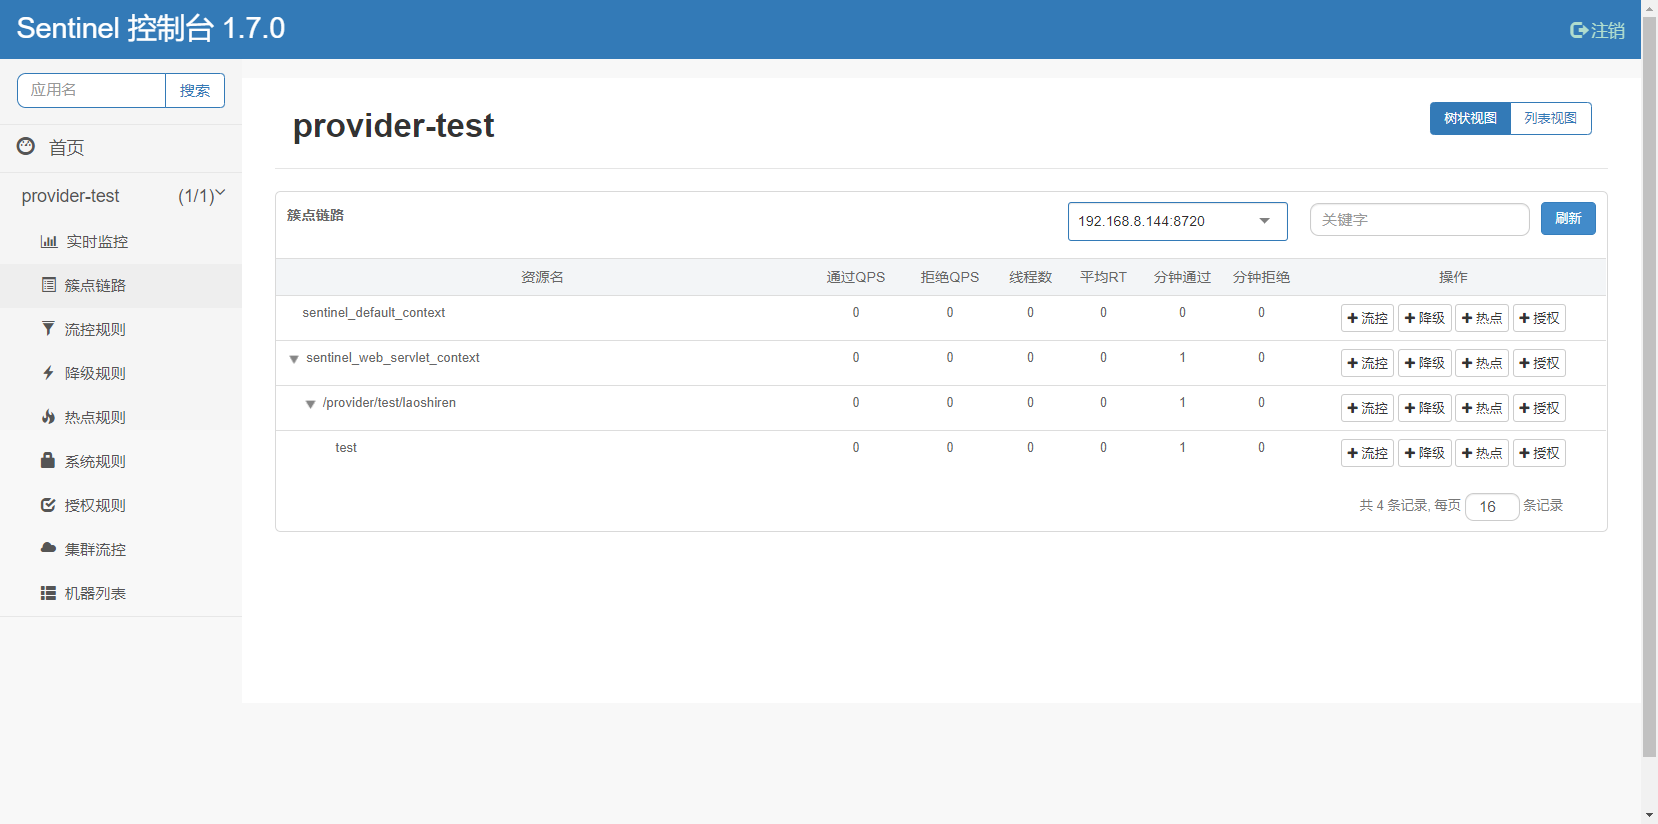 Sentinel 控制台 1.7.0
注销
应用名 搜索
首页
provider-test (1/1)
实时监控
簇点链路
流控规则
降级规则
热点规则
系统规则
授权规则
集群流控
机器列表
provider-test
树状视图 列表视图
簇点链路 192.168.8.144:8720 关键字 刷新
资源名 通过QPS 拒绝QPS 线程数 平均RT 分钟通过 分钟拒绝 操作
sentinel_default_context 0 0 0 0 0 0 流控 降级 热点 授权
sentinel_web_servlet_context 0 0 0 0 1 0 流控 降级 热点 授权
/provider/test/laoshiren 0 0 0 0 1 0 流控 降级 热点 授权
test 0 0 0 0 1 0 流控 降级 热点 授权
共 4 条记录, 每页 16 条记录